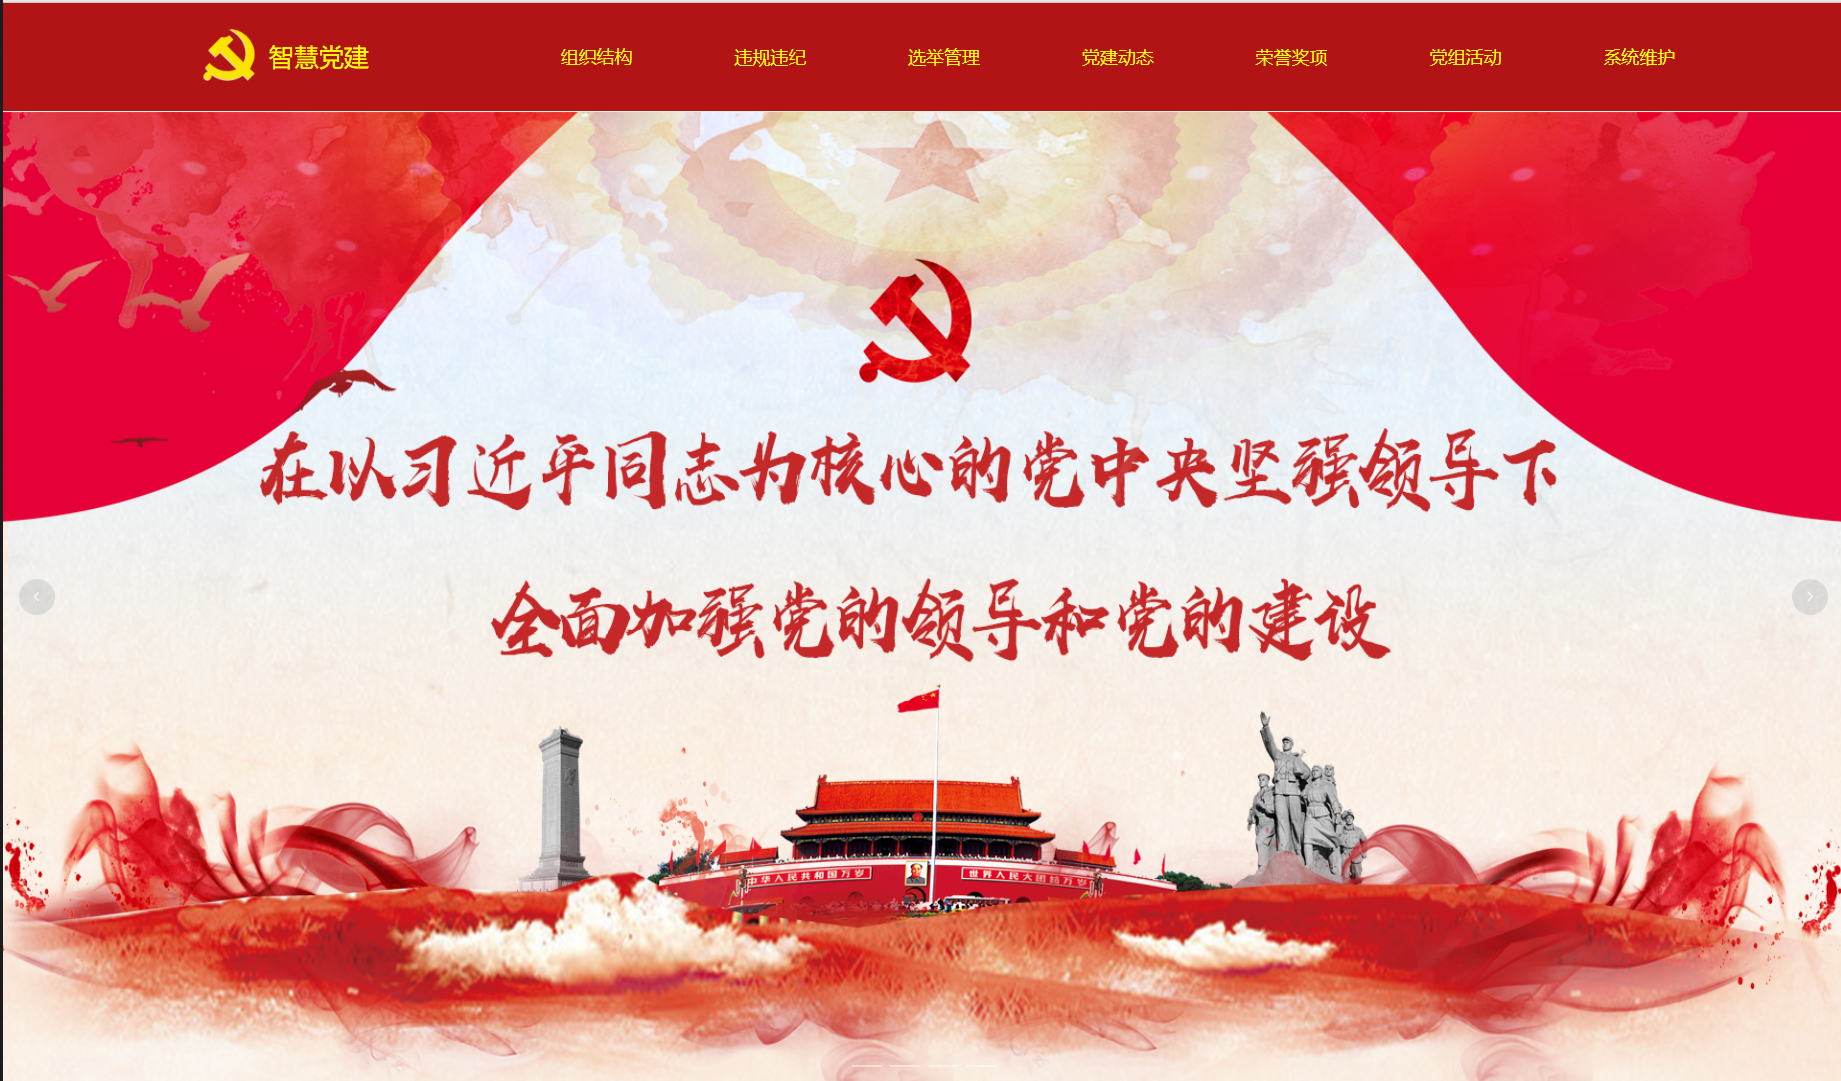 智慧党建
组织结构
违规违纪
选举管理
党建动态
荣誉奖项
党组活动
系统维护
在以习近平同志为核心的党中央坚强领导下
全面加强党的领导和党的建设
中华人民共和国万岁
世界人民大团结万岁